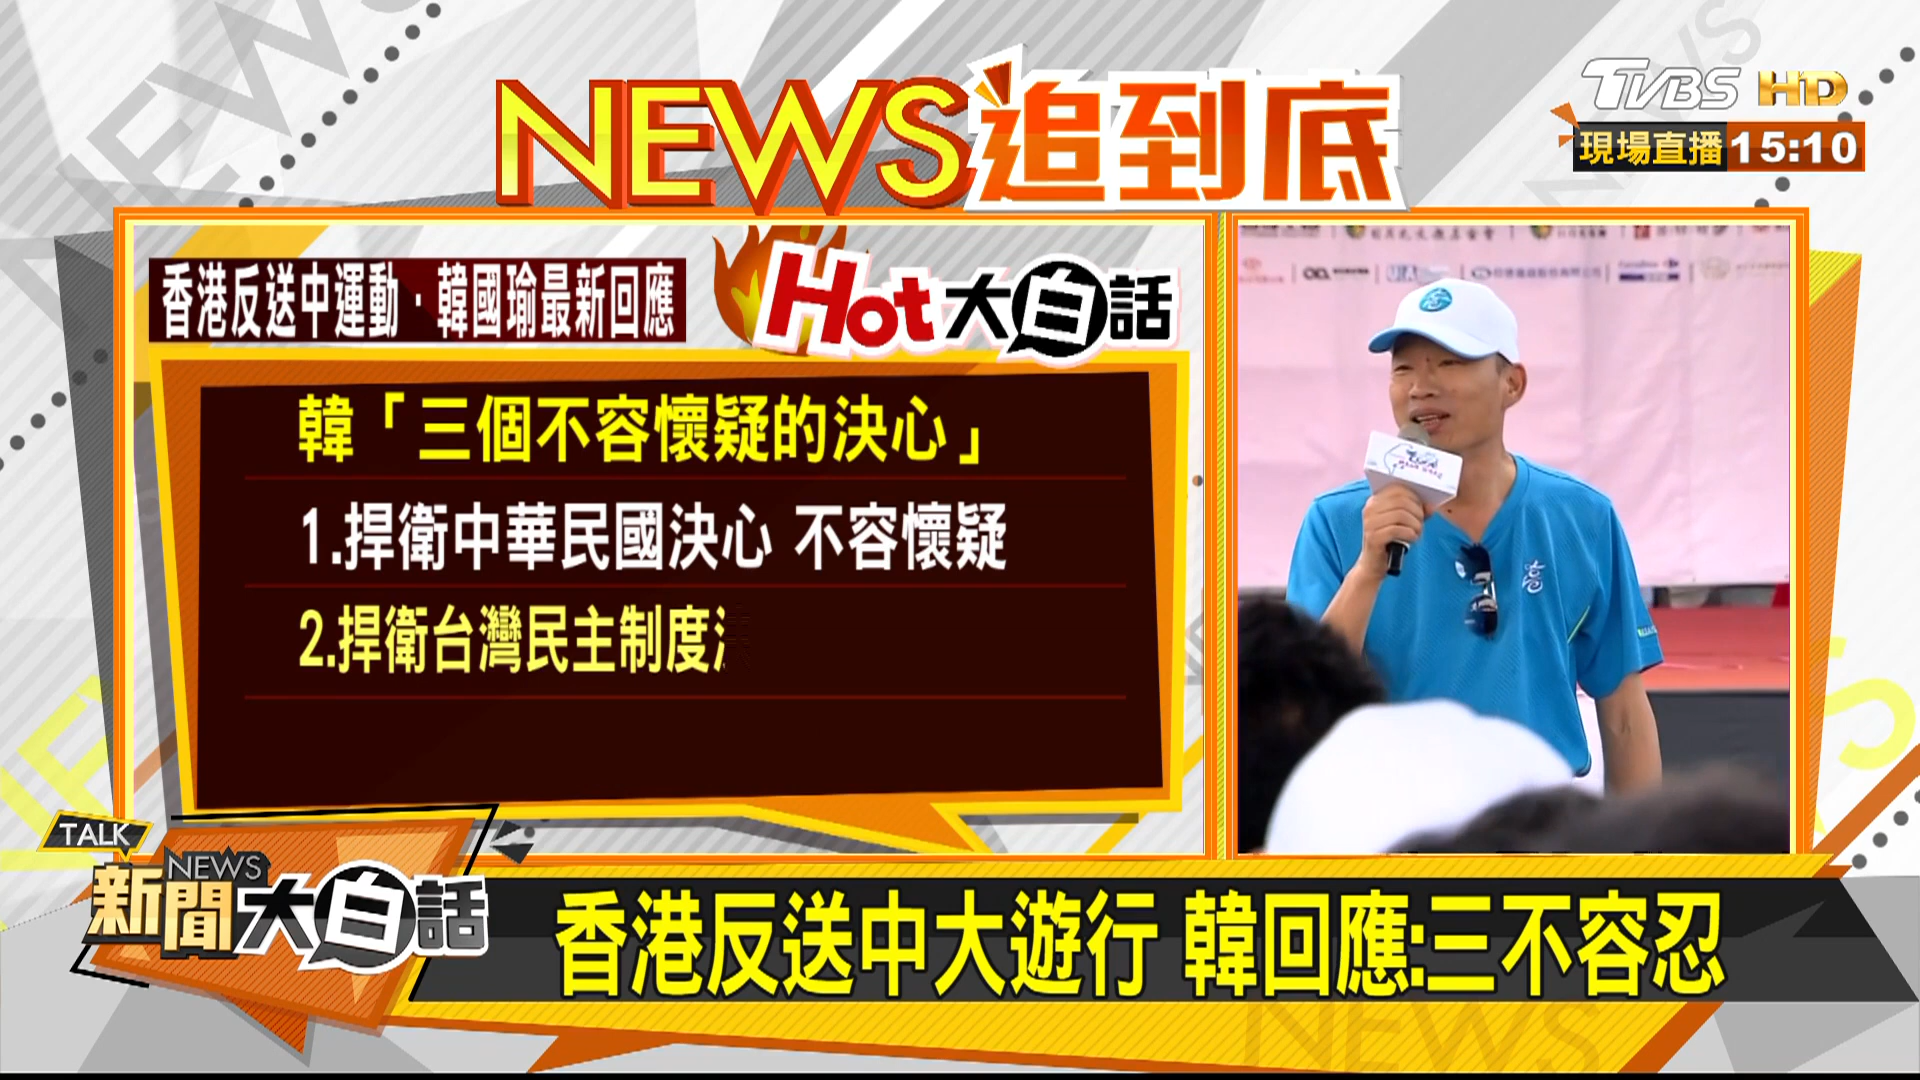 NEWS追到底
TVBS HD
現場直播 15:10
香港反送中運動·韓國瑜最新回應
Hot大白話
韓「三個不容懷疑的決心」
1.捍衛中華民國決心 不容懷疑
2.捍衛台灣民主制度
TALK
NEWS
新聞大白話
香港反送中大遊行 韓回應:三不容忍
NEWS